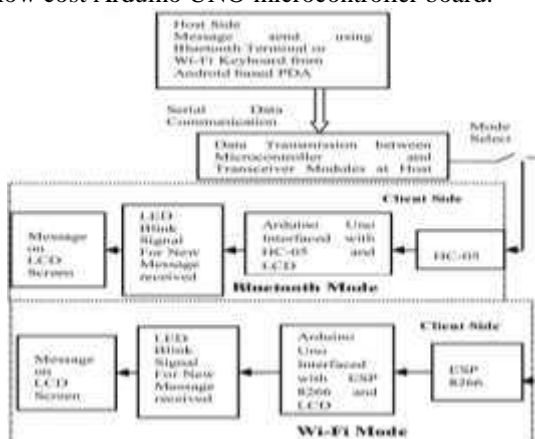 low cost Arduino UNO microcontroller board.
Host Side
Message send using
Bluetooth Terminal or
Wi-Fi Keyboard from
Android based PDA
Serial Data
Communication
Mode
Select
Data Transmission between
Microcontroller and
Transceiver Modules at Host
Client Side
Message
on
LCD
Screen
LED
Blink
Signal
For New
Message
received
Arduino Uno
Interfaced with
HC-05 and
LCD
HC-05
Bluetooth Mode
Client Side
Message
on
LCD
Screen
LED
Blink
Signal
For New
Message
received
Arduino
Uno
Interfaced
with ESP
8266 and
LCD
ESP
8266
Wi-Fi Mode